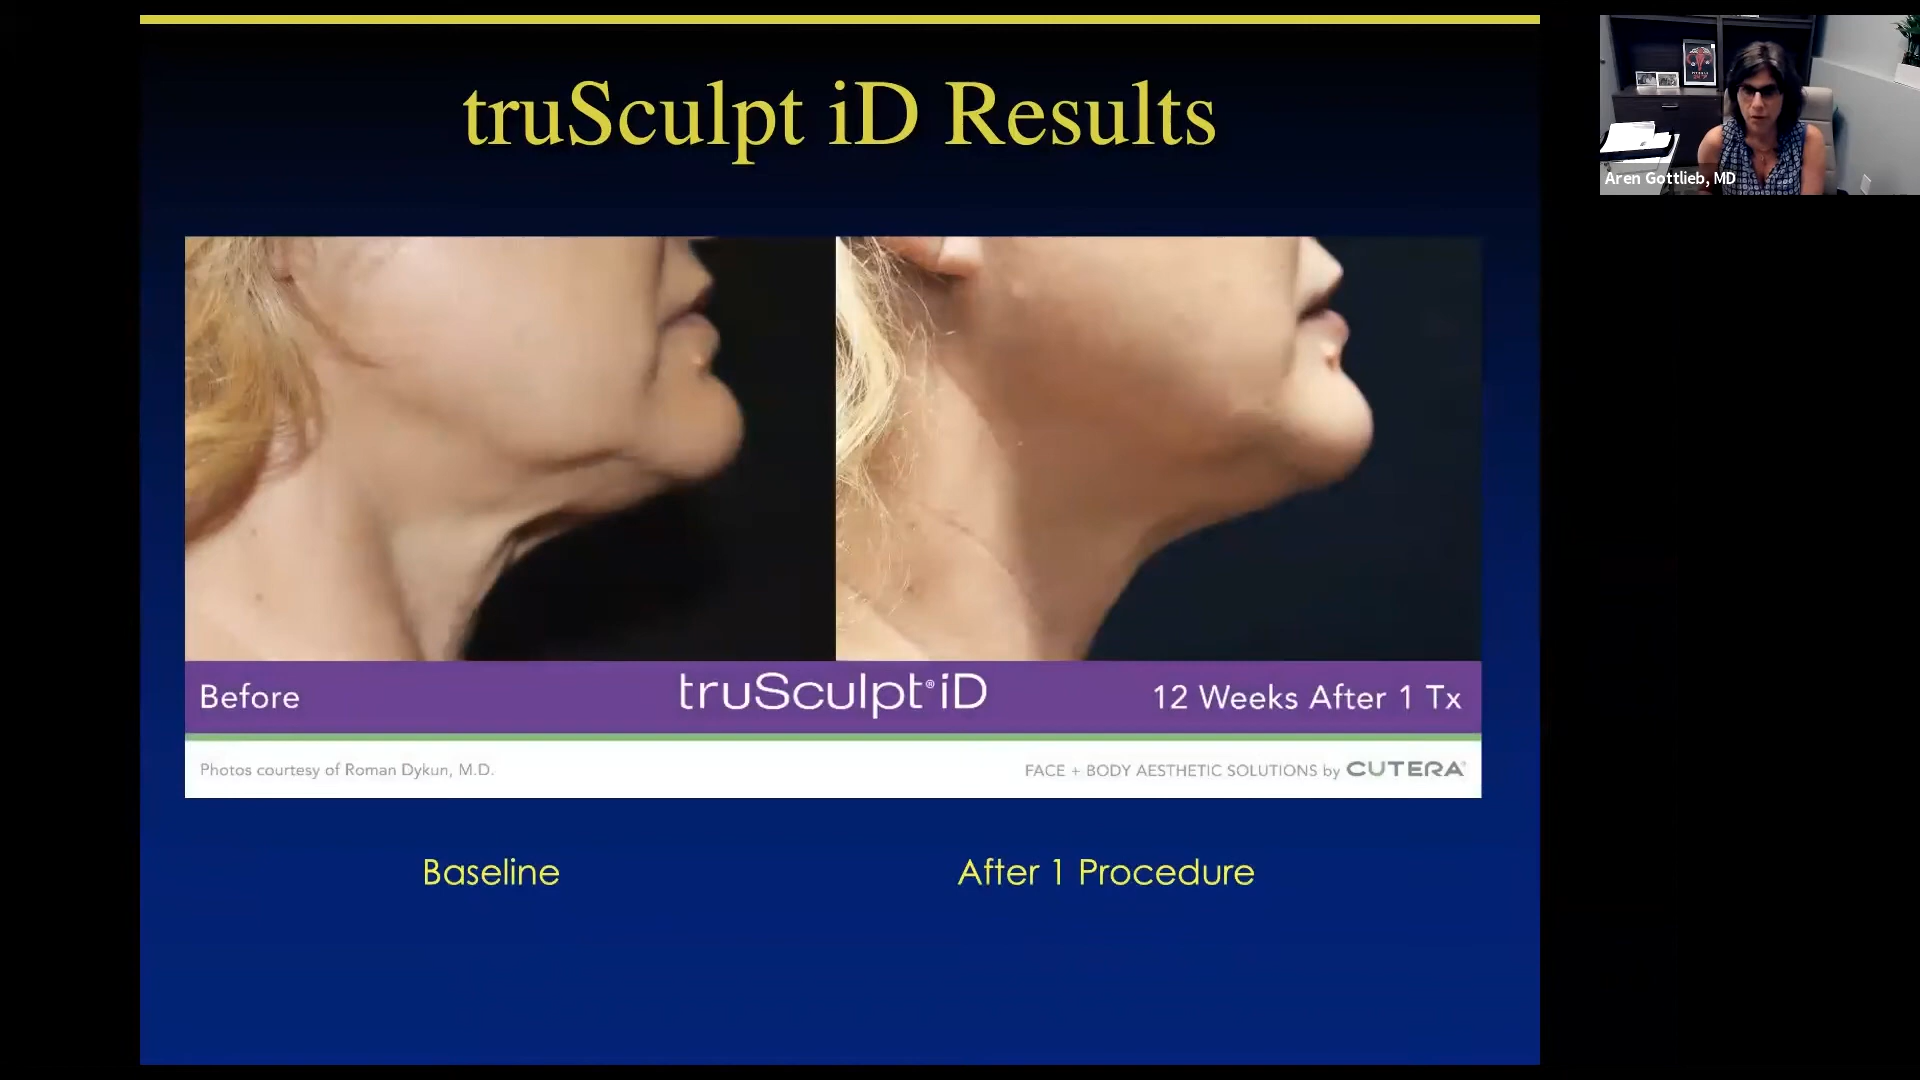 truSculpt iD Results
Aren Gottlieb, MD
Before
truSculpt® iD
12 Weeks After 1 Tx
Photos courtesy of Roman Dykun, M.D.
FACE + BODY AESTHETIC SOLUTIONS by CUTERA®
Baseline
After 1 Procedure